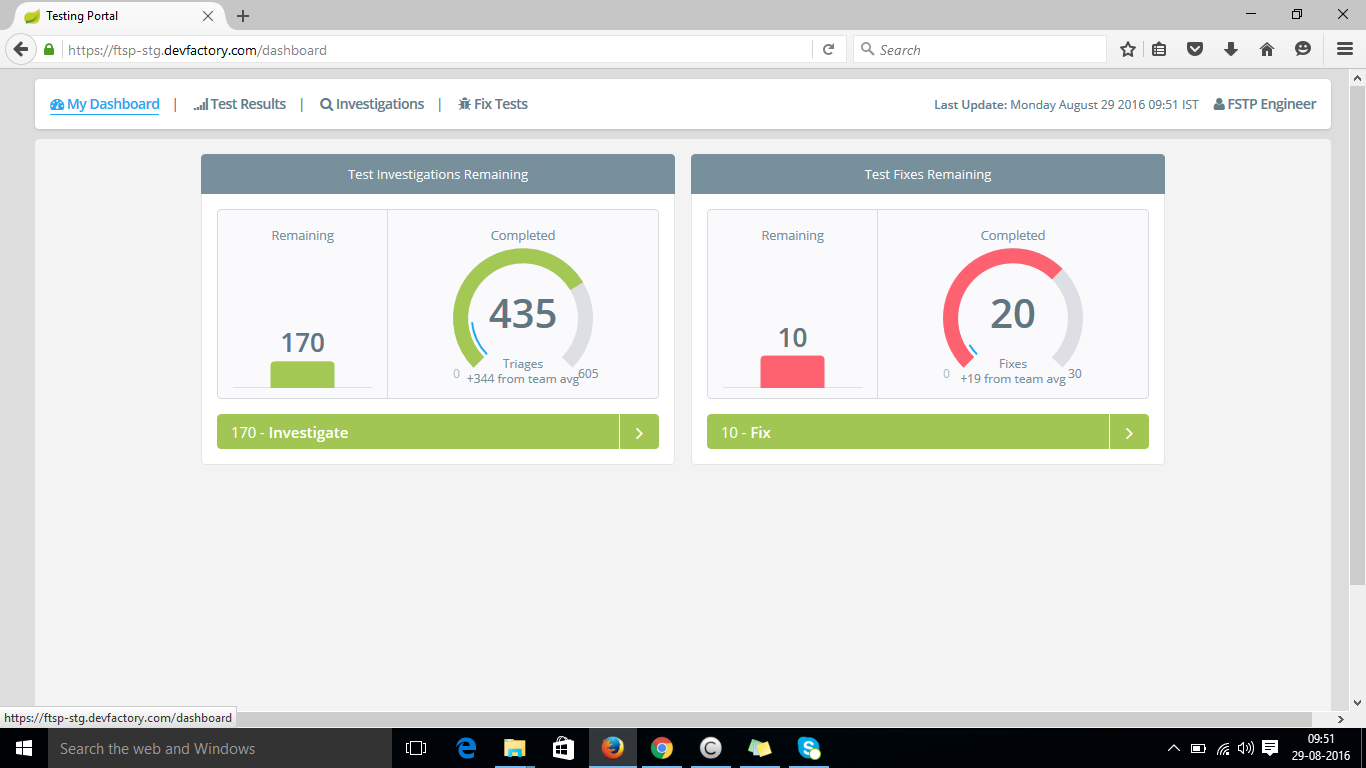 Testing Portal
https://ftsp-stg.devfactory.com/dashboard
Search
My Dashboard | Test Results | Investigations | Fix Tests
Last Update: Monday August 29 2016 09:51 IST
FSTP Engineer
Test Investigations Remaining
Remaining
Completed
170
435
Triages
0
+344 from team avg
605
170 - Investigate
Test Fixes Remaining
Remaining
Completed
10
20
Fixes
0
+19 from team avg
30
10 - Fix
https://ftsp-stg.devfactory.com/dashboard
Search the web and Windows
09:51
29-08-2016